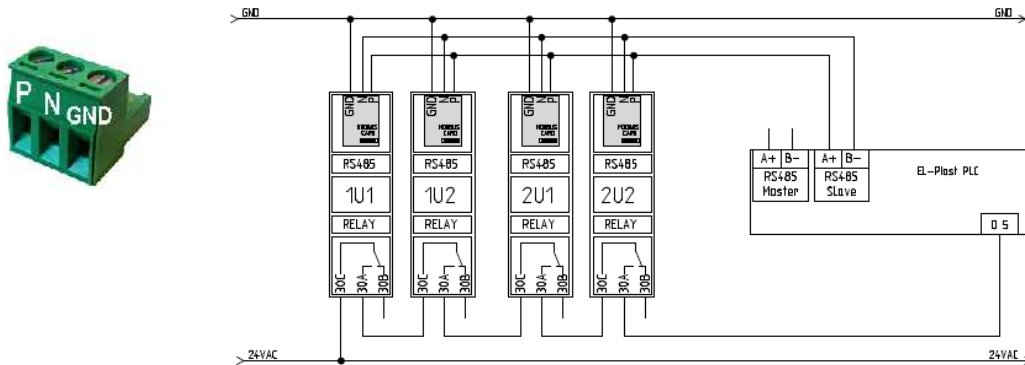 P N GND
GND GND
GND N P GND N P GND N P GND N P
MODBUS CARD MODBUS CARD MODBUS CARD MODBUS CARD
A+ B- A+ B-
RS485 RS485 RS485 RS485
RS485 Master RS485 Slave
EL-Plast PLC
1U1 1U2 2U1 2U2
RELAY RELAY RELAY RELAY
0 5
30C 30A 30B 30C 30A 30B 30C 30A 30B 30C 30A 30B
24VAC 24VAC